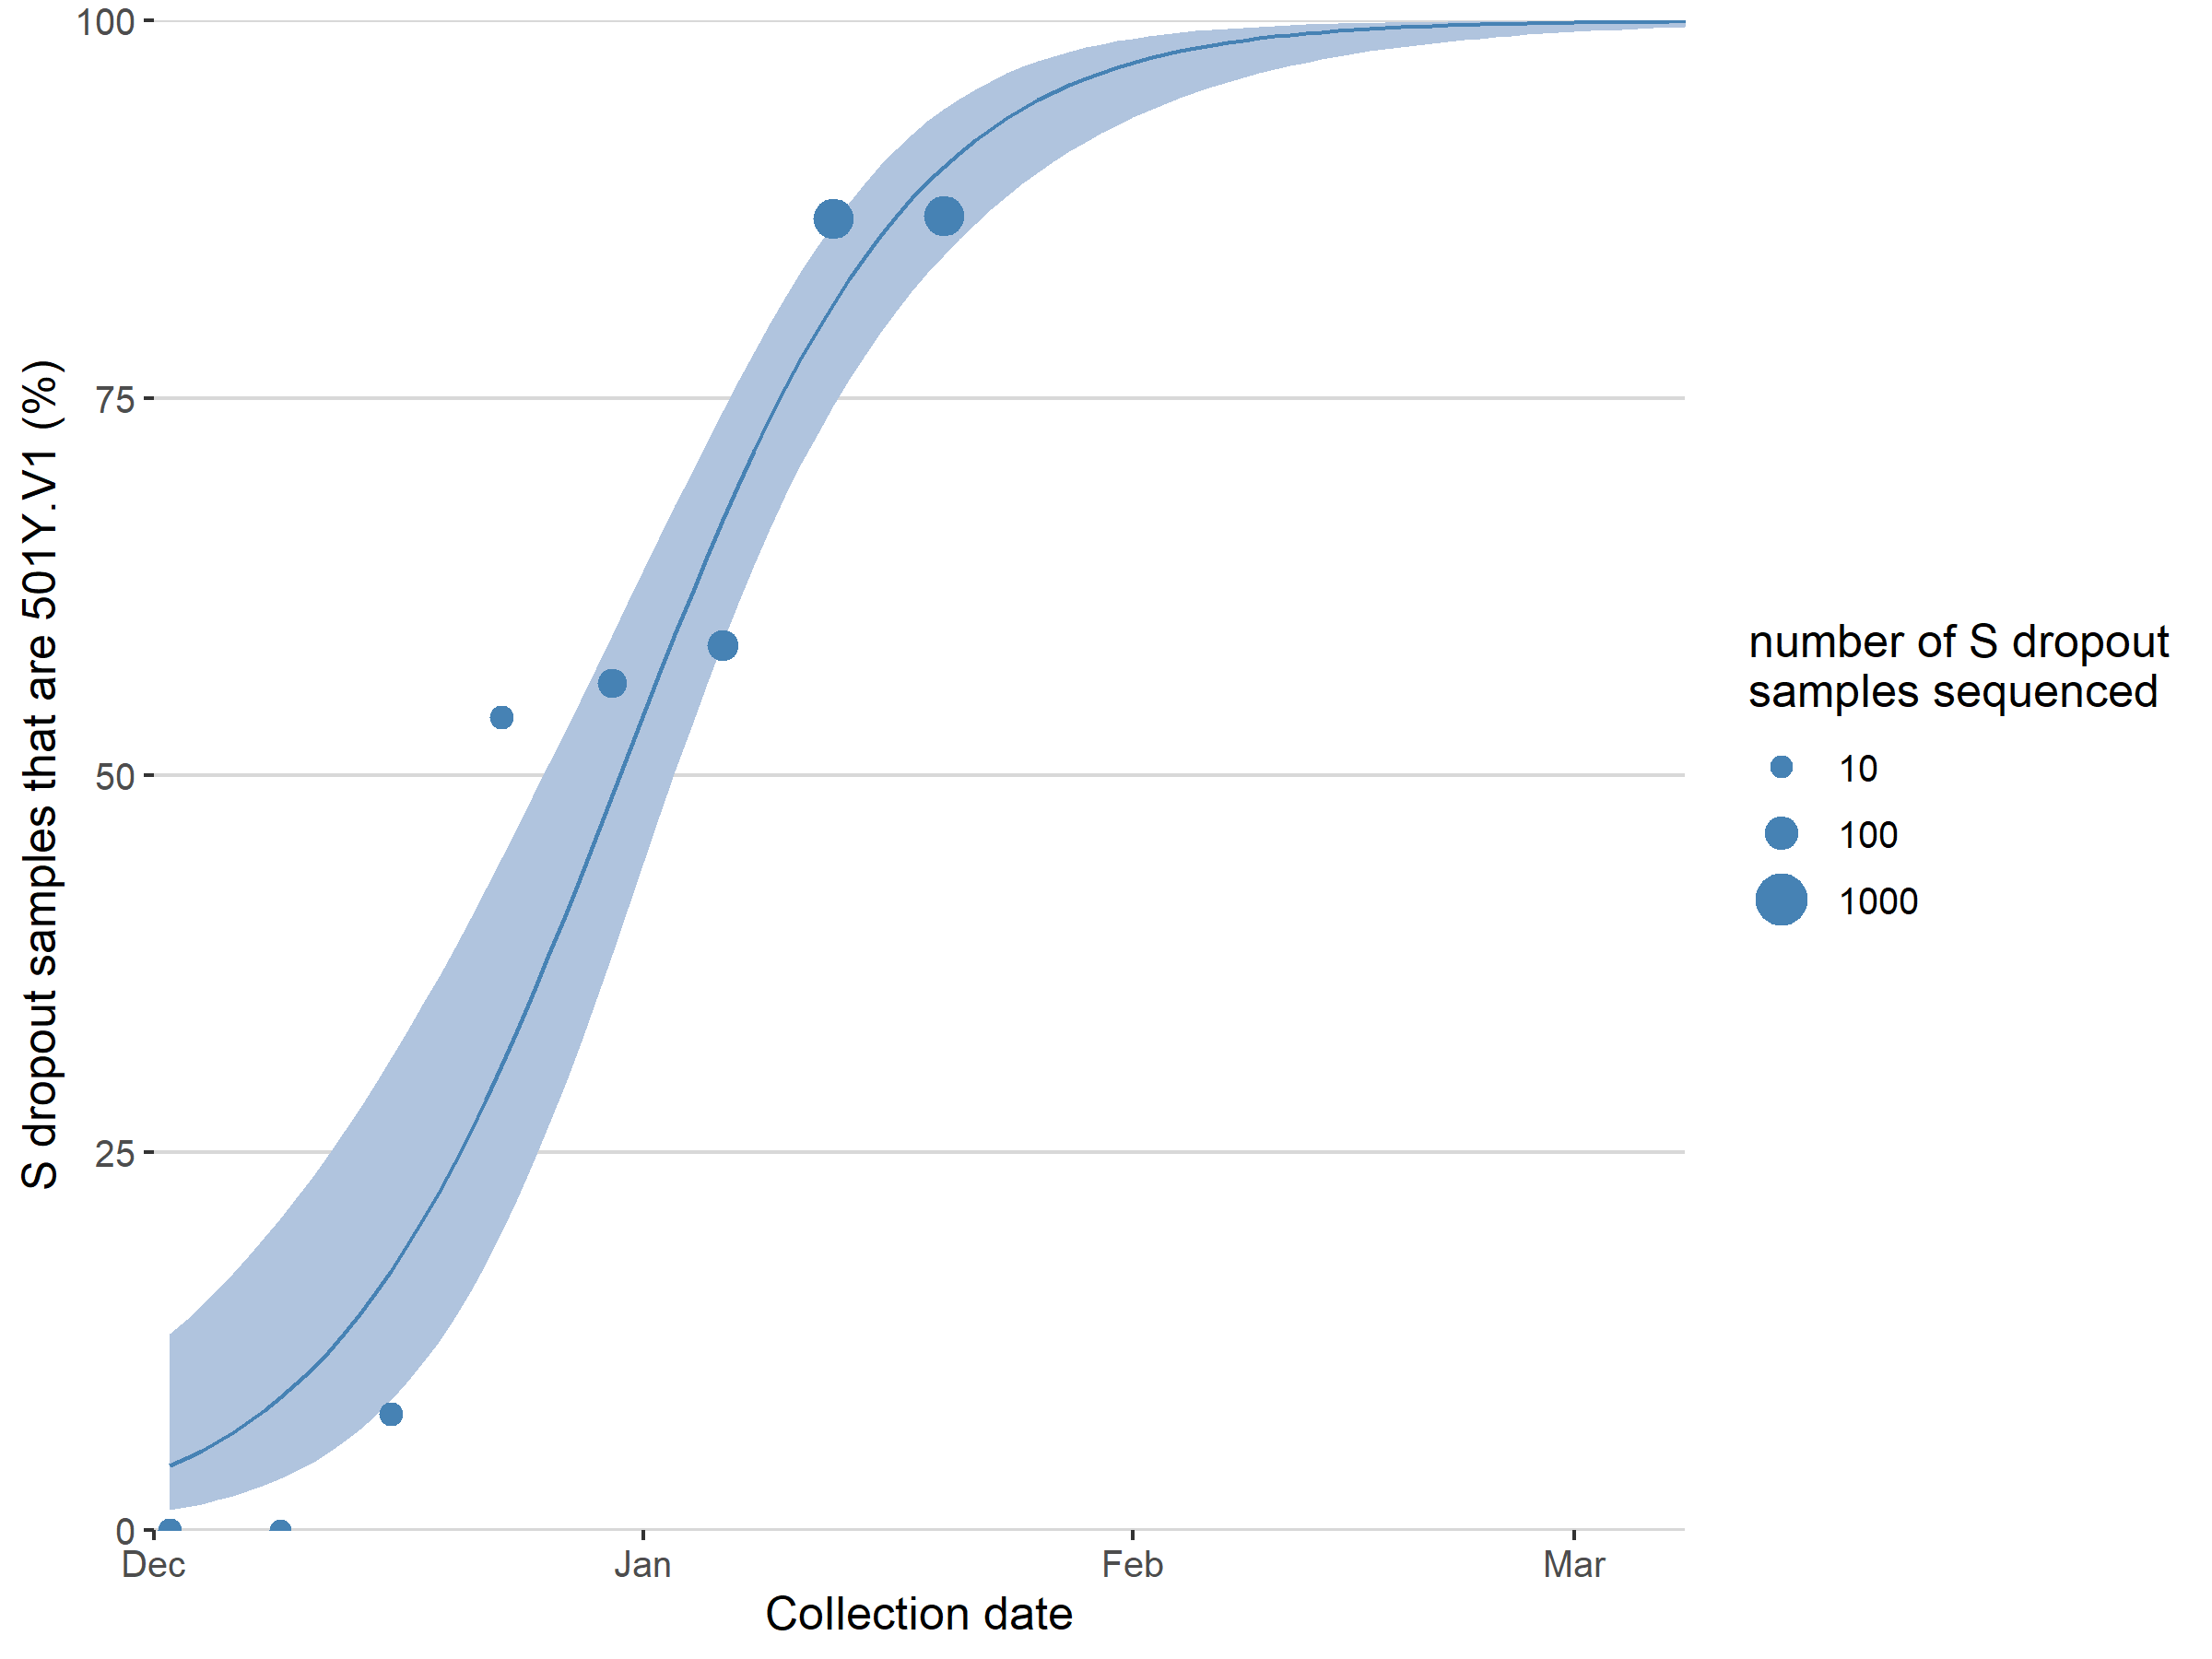 S dropout samples that are 501Y.V1 (%)
100
75
50
25
0
Dec
Jan
Feb
Mar
Collection date
number of S dropout
samples sequenced
10
100
1000